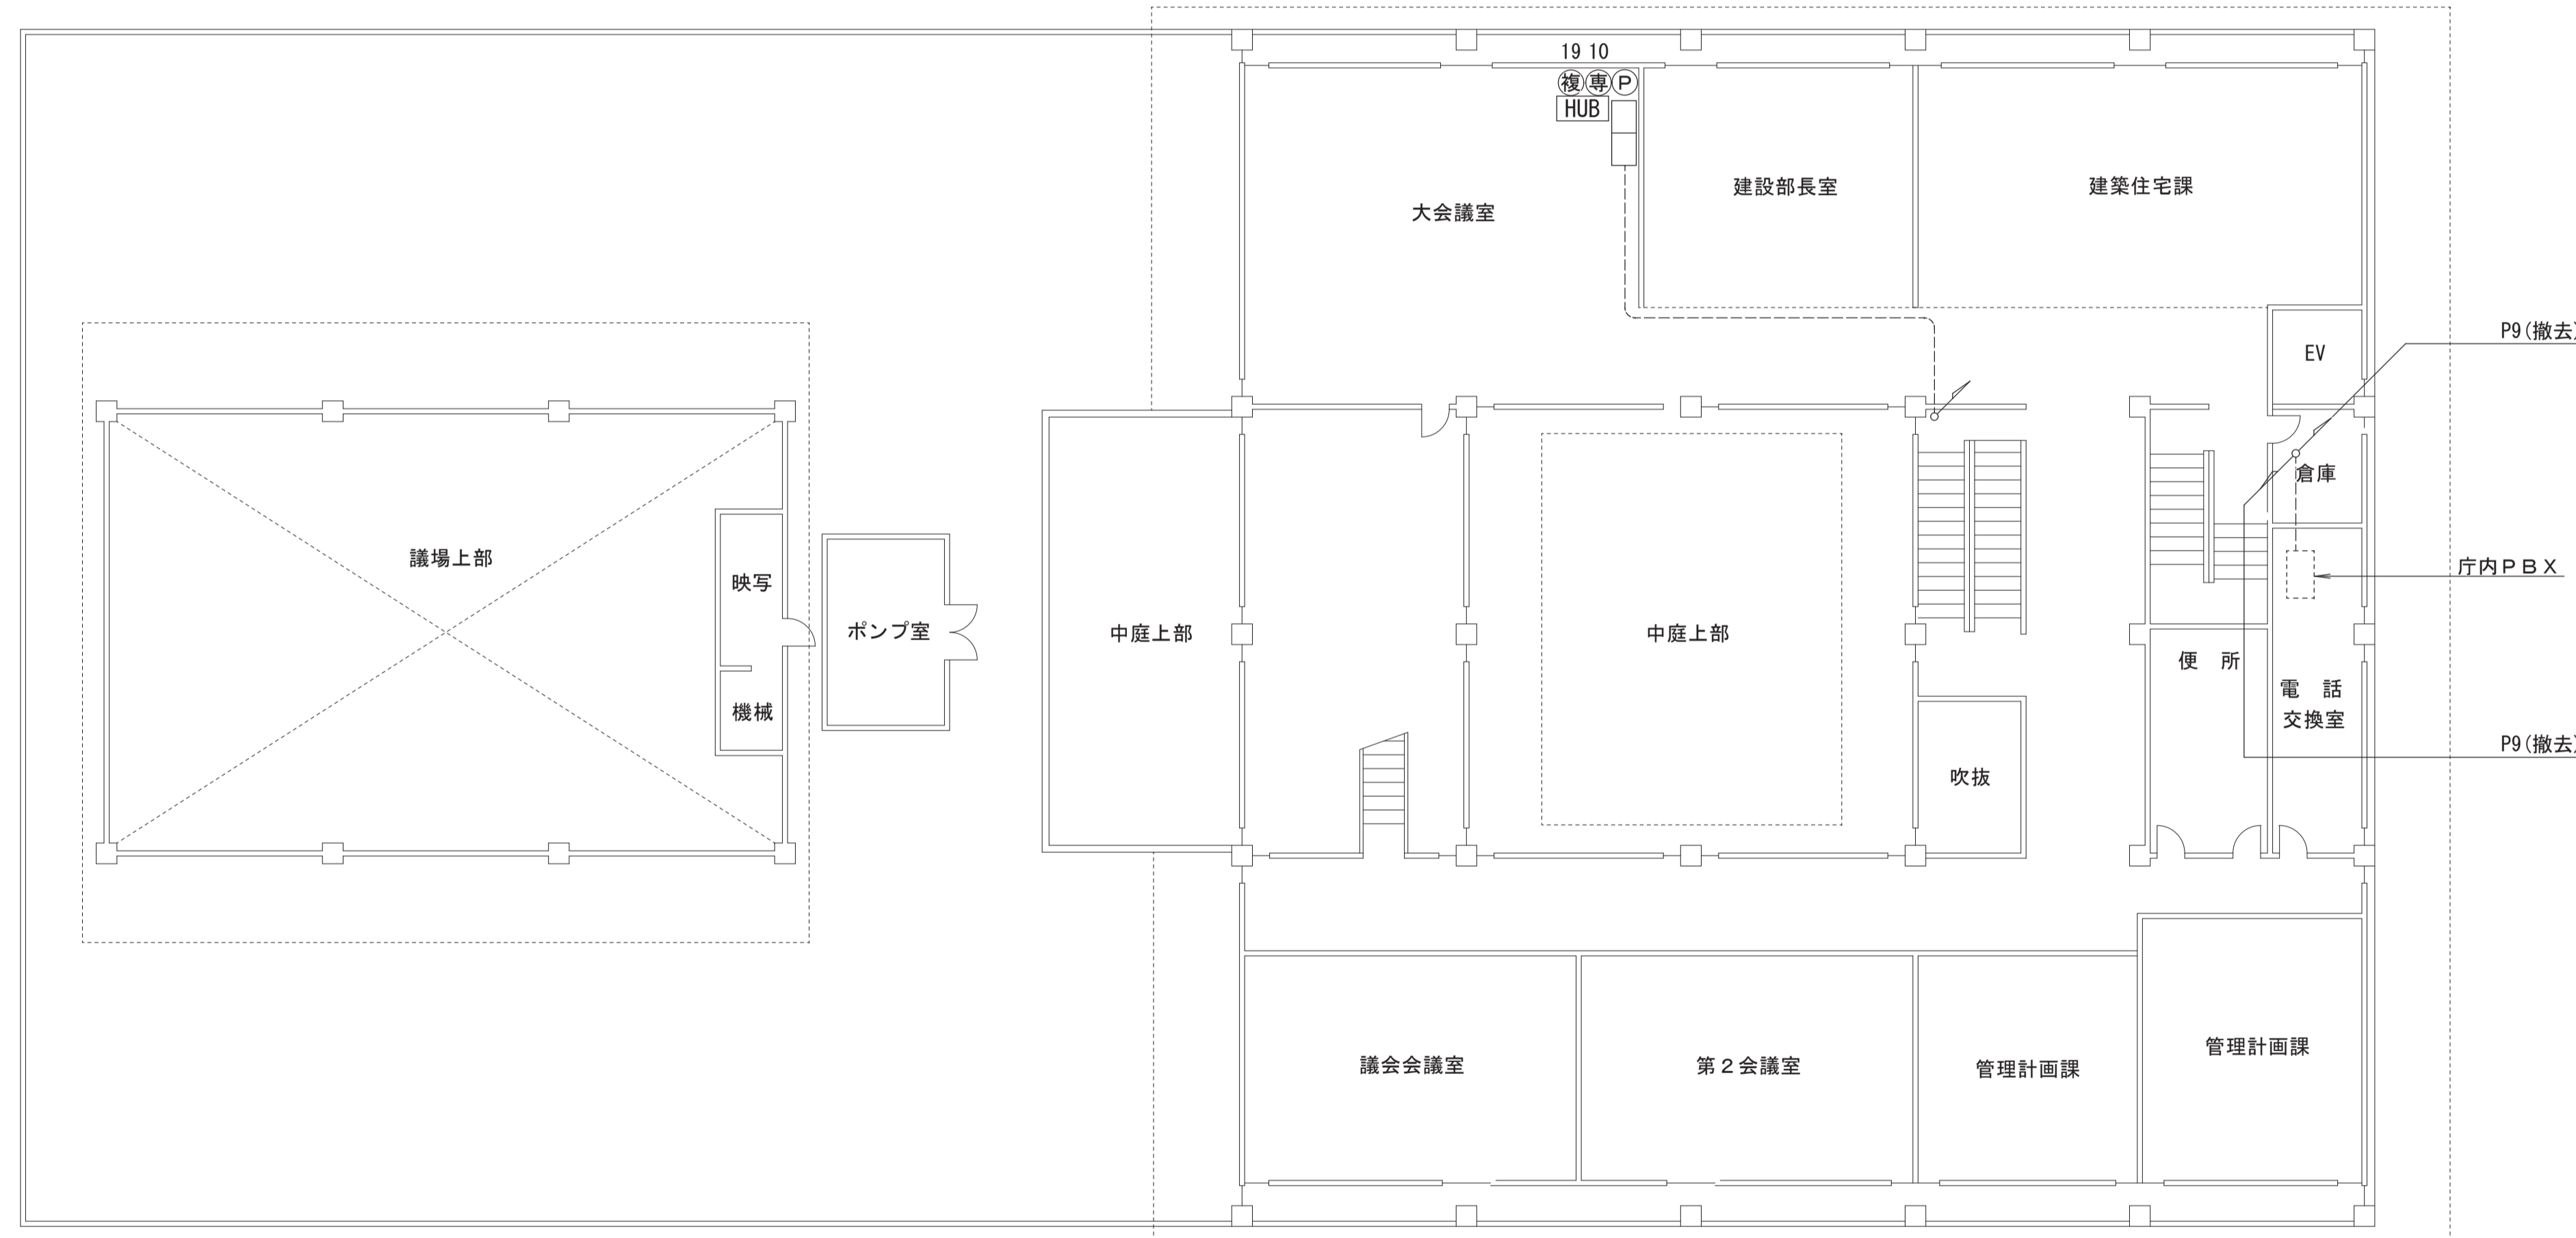 19 10
複 専 P
HUB
建設部長室
建築住宅課
大会議室
P9(撤去)
EV
倉庫
議場上部
庁内ＰＢＸ
映写
ポンプ室
中庭上部
中庭上部
便　所
電　話
交換室
機械
P9(撤去)
吹抜
管理計画課
議会会議室
第２会議室
管理計画課